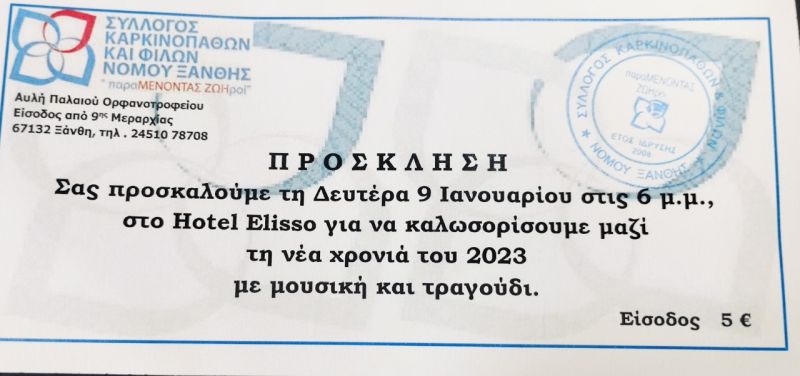 ΣΥΛΛΟΓΟΣ
ΚΑΡΚΙΝΟΠΑΘΩΝ
ΚΑΙ ΦΙΛΩΝ
ΝΟΜΟΥ ΞΑΝΘΗΣ
"παραΜΕΝΟΝΤΑΣ ΖΩΗροί"
Αυλή Παλαιού Ορφανοτροφείου
Είσοδος από 9ης Μεραρχίας
67132 Ξάνθη, τηλ . 24510 78708
ΣΥΛΛΟΓΟΣ ΚΑΡΚΙΝΟΠΑΘΩΝ &
ΝΟΜΟΥ ΞΑΝΘΗΣ
παραΜΕΝΟΝΤΑΣ
ΕΤΟΣ ΙΔΡΥΣΗΣ
2008
Π Ρ Ο Σ Κ Λ Η Σ Η
Σας προσκαλούμε τη Δευτέρα 9 Ιανουαρίου στις 6 μ.μ.,
στο Hotel Elisso για να καλωσορίσουμε μαζί
τη νέα χρονιά του 2023
με μουσική και τραγούδι.
Είσοδος 5 €